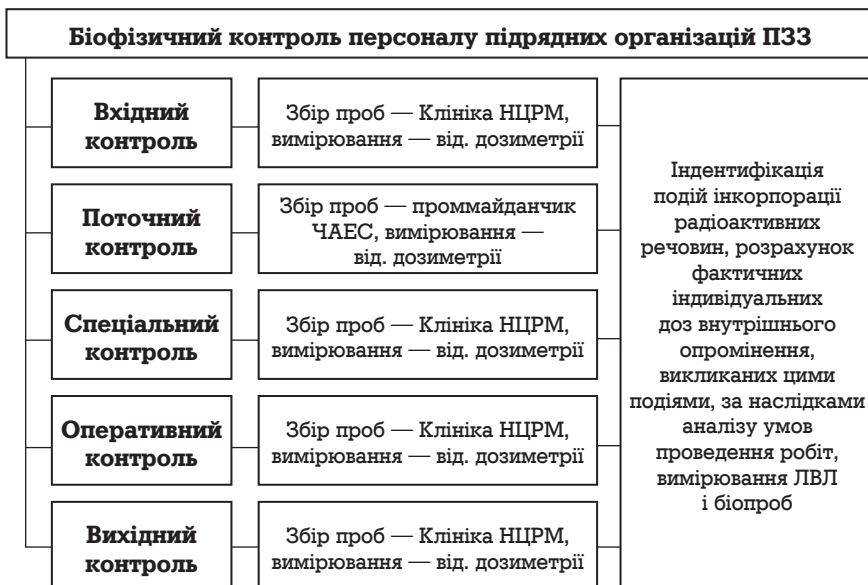 Біофізичний контроль персоналу підрядних організацій ПЗЗ
Вхідний
контроль
Збір проб — Клініка НЦРМ,
вимірювання — від. дозиметрії
Поточний
контроль
Збір проб — проммайданчик
ЧАЕС, вимірювання —
від. дозиметрії
Спеціальний
контроль
Збір проб — Клініка НЦРМ,
вимірювання — від. дозиметрії
Оперативний
контроль
Збір проб — Клініка НЦРМ,
вимірювання — від. дозиметрії
Вихідний
контроль
Збір проб — Клініка НЦРМ,
вимірювання — від. дозиметрії
Індентифікація
подій інкорпорації
радіоактивних
речовин, розрахунок
фактичних
індивідуальних
доз внутрішнього
опромінення,
викликаних цими
подіями, за наслідками
аналізу умов
проведення робіт,
вимірювання ЛВЛ
і біопроб